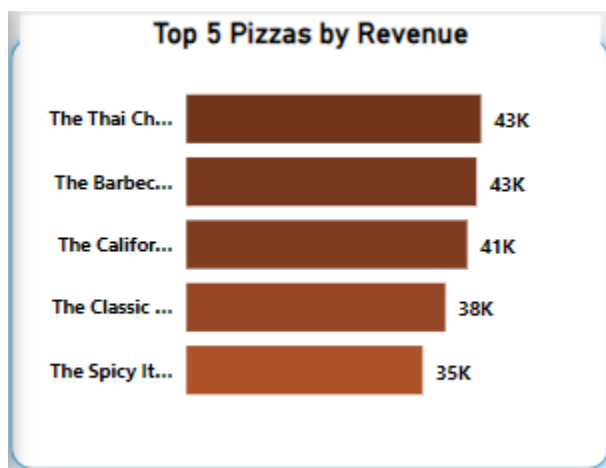 Top 5 Pizzas by Revenue
The Thai Ch... 43K
The Barbec... 43K
The Califor... 41K
The Classic ... 38K
The Spicy It... 35K